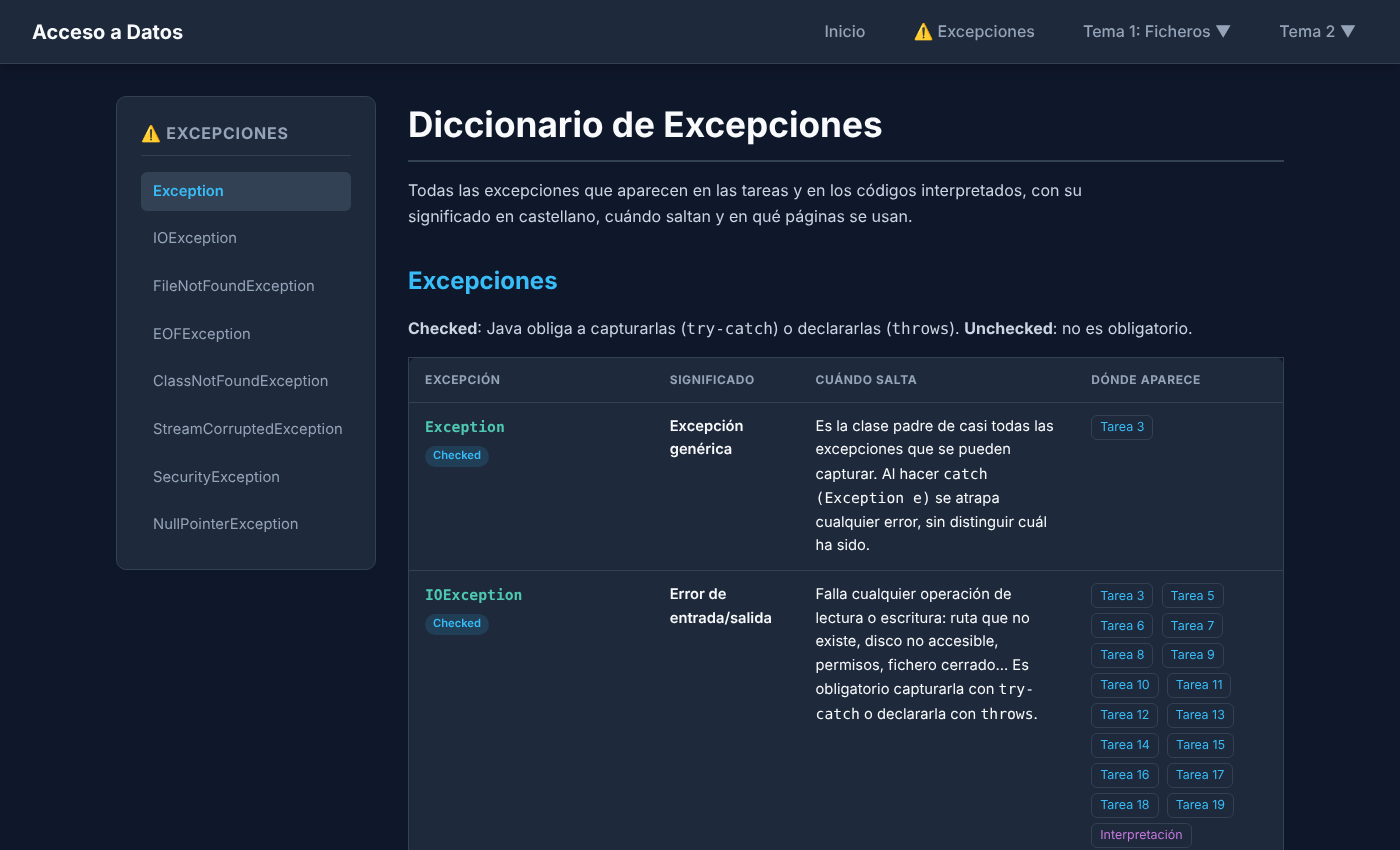 Acceso a Datos
Inicio
⚠️ Excepciones
Tema 1: Ficheros ▼
Tema 2 ▼
⚠️ EXCEPCIONES
Exception
IOException
FileNotFoundException
EOFException
ClassNotFoundException
StreamCorruptedException
SecurityException
NullPointerException
Diccionario de Excepciones
Todas las excepciones que aparecen en las tareas y en los códigos interpretados, con su
significado en castellano, cuándo saltan y en qué páginas se usan.
Excepciones
Checked: Java obliga a capturarlas (try-catch) o declararlas (throws). Unchecked: no es obligatorio.
EXCEPCIÓN
SIGNIFICADO
CUÁNDO SALTA
DÓNDE APARECE
Exception
Checked
Excepción
genérica
Es la clase padre de casi todas las
excepciones que se pueden
capturar. Al hacer catch
(Exception e) se atrapa
cualquier error, sin distinguir cuál
ha sido.
Tarea 3
IOException
Checked
Error de
entrada/salida
Falla cualquier operación de
lectura o escritura: ruta que no
existe, disco no accesible,
permisos, fichero cerrado... Es
obligatorio capturarla con try-
catch o declararla con throws.
Tarea 3 Tarea 5
Tarea 6 Tarea 7
Tarea 8 Tarea 9
Tarea 10 Tarea 11
Tarea 12 Tarea 13
Tarea 14 Tarea 15
Tarea 16 Tarea 17
Tarea 18 Tarea 19
Interpretación